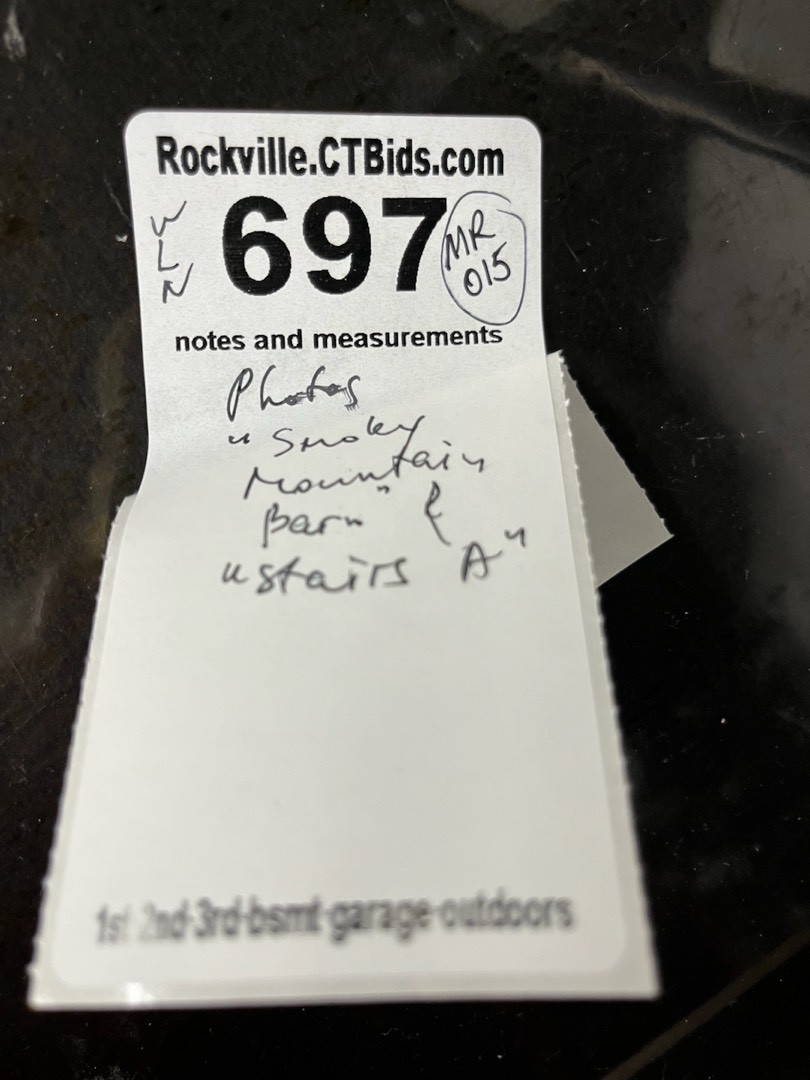 Rockville.CTBids.com
WLN
697
MR
015
notes and measurements
Photos
"Smoky
Mountain
Barn" &
"stairs A"
1st-2nd-3rd-bsmt-garage-outdoors